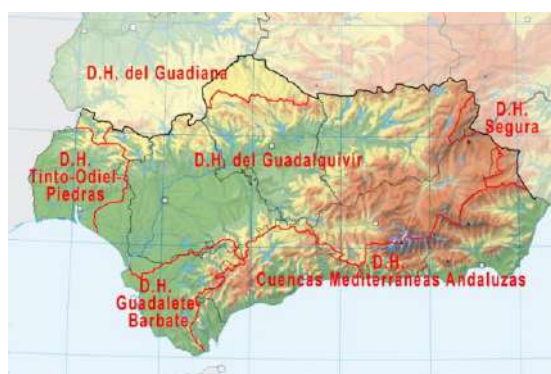 D.H. del Guadiana
D.H.
Segura
D.H.
Tinto-Odiel-
Piedras
D.H. del Guadalquivir
D.H.
Cuencas Mediterráneas Andaluzas
D.H.
Guadalete-
Barbate